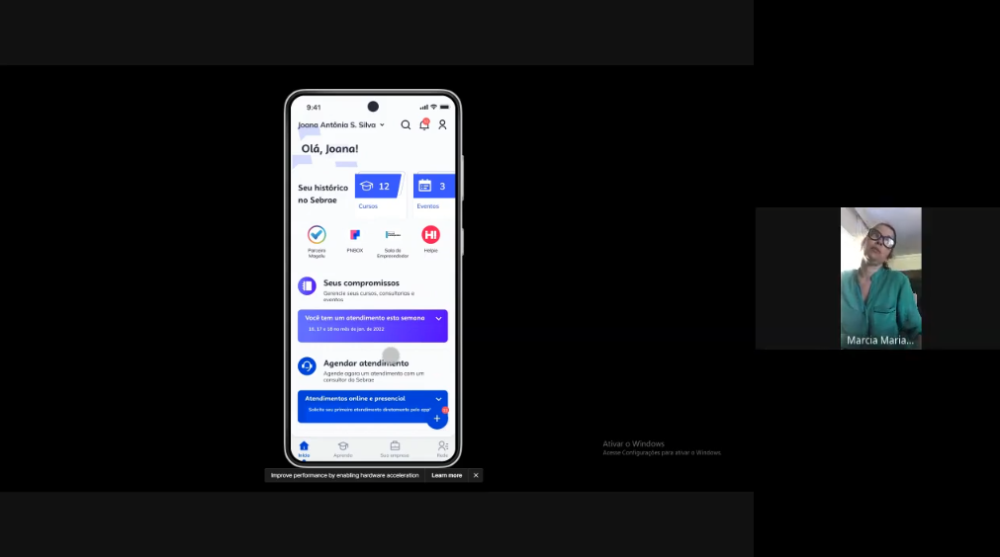 9:41
Joana Antônia S. Silva
Olá, Joana!
Seu histórico
no Sebrae
12
Cursos
3
Eventos
Parceiro
Magalu
PNBOX
Sala do
Empreendedor
HI
Helpio
Seus compromissos
Gerencie seus cursos, consultorias e
eventos
Você tem um atendimento esta semana
16, 17 e 18 no mês de jan. de 2022
Agendar atendimento
Agende agora um atendimento com um
consultor do Sebrae
Atendimentos online e presencial
Solicite seu primeiro atendimento diretamente pelo app
+
Início
Aprenda
Sua empresa
Improve performance by enabling hardware acceleration
Learn more
Ativar o Windows
Acesse Configurações para ativar o Windows.
Marcia Maria...